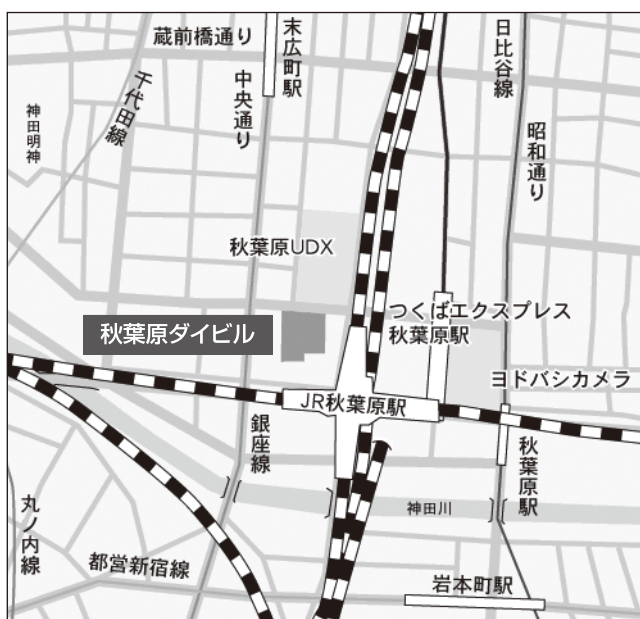 蔵前橋通り
末広町駅
日比谷線
千代田線
中央通り
神田明神
昭和通り
秋葉原UDX
つくばエクスプレス
秋葉原駅
秋葉原ダイビル
ヨドバシカメラ
JR秋葉原駅
銀座線
秋葉原駅
丸ノ内線
神田川
都営新宿線
岩本町駅